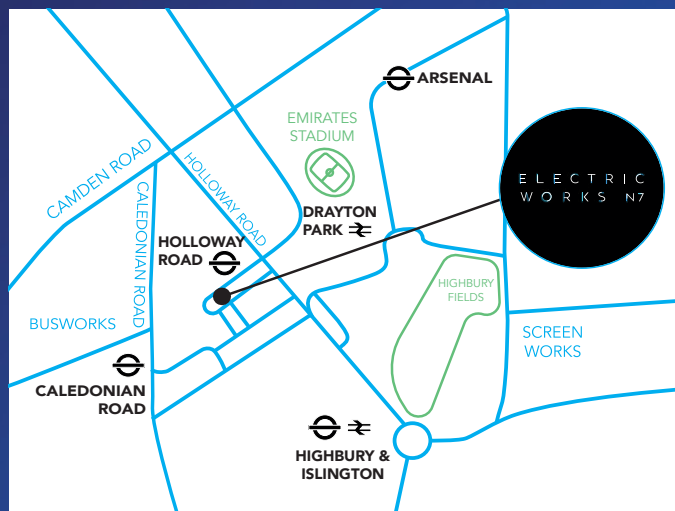 ARSENAL
EMIRATES
STADIUM
ELECTRIC
WORKS N7
CAMDEN ROAD
HOLLOWAY ROAD
CALEDONIAN ROAD
DRAYTON
PARK
HOLLOWAY
ROAD
HIGHBURY
FIELDS
BUSWORKS
SCREEN
WORKS
CALEDONIAN
ROAD
HIGHBURY &
ISLINGTON